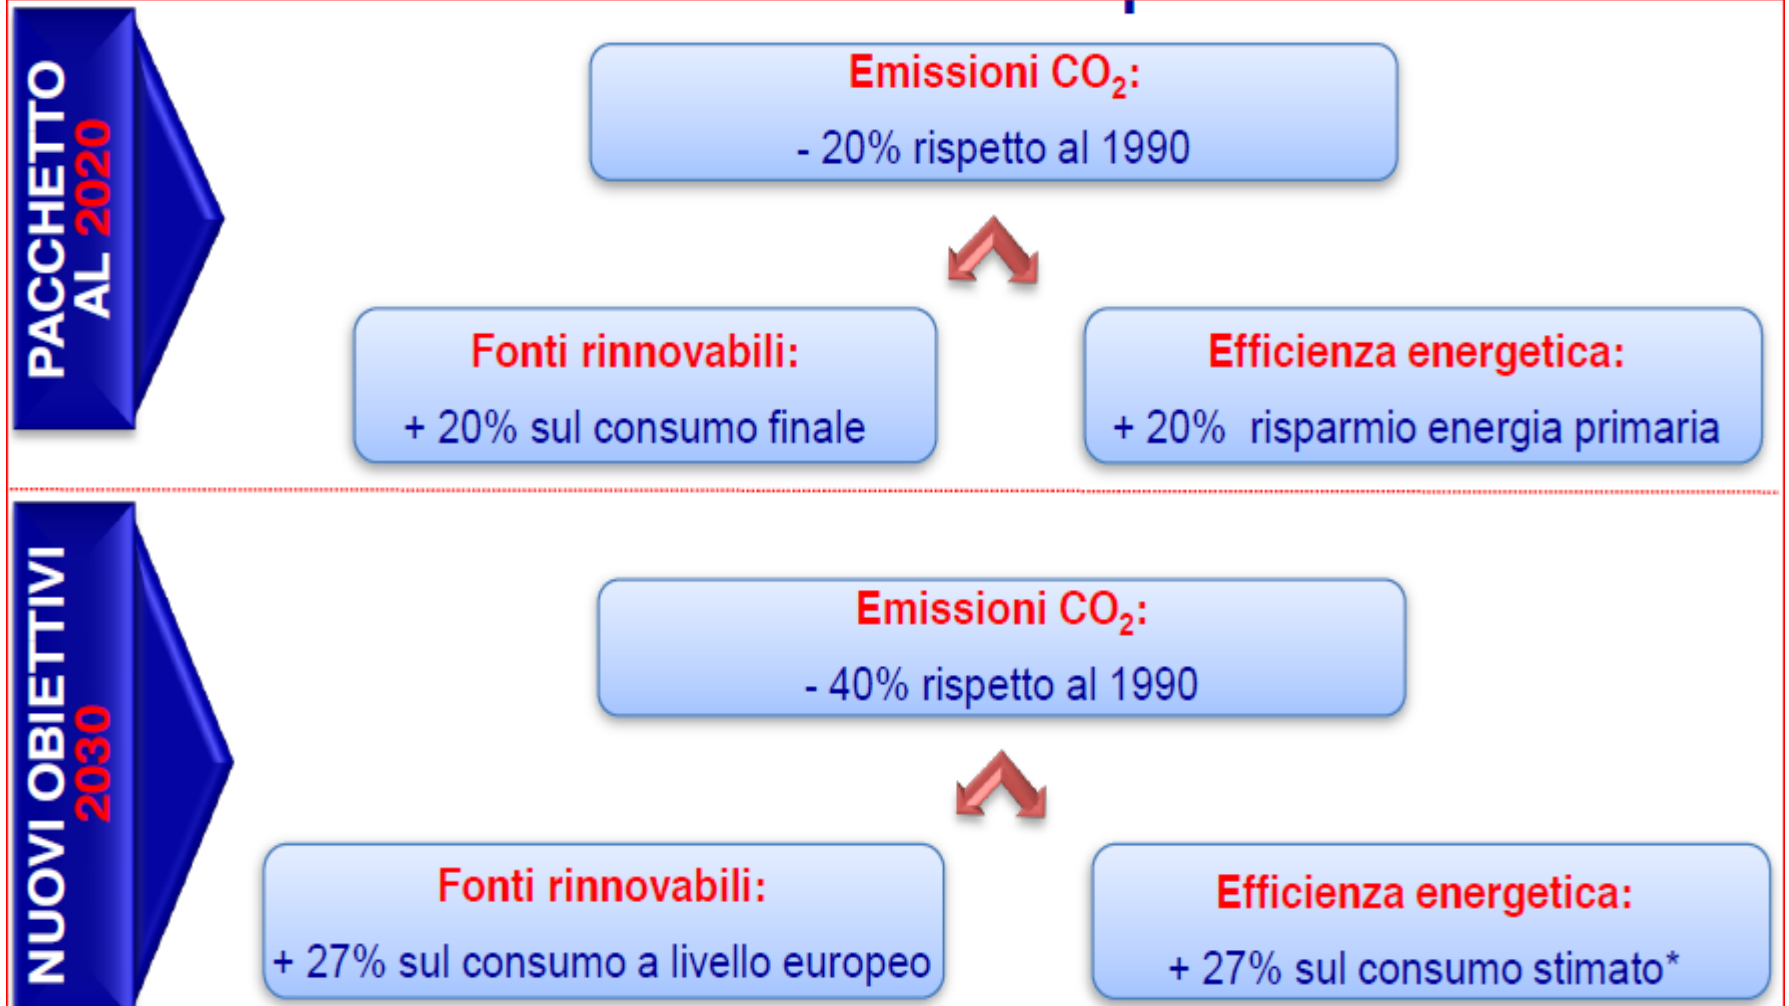 PACCHETTO
AL 2020
Emissioni CO₂:
- 20% rispetto al 1990
Fonti rinnovabili:
+ 20% sul consumo finale
Efficienza energetica:
+ 20% risparmio energia primaria
NUOVI OBIETTIVI
2030
Emissioni CO₂:
- 40% rispetto al 1990
Fonti rinnovabili:
+ 27% sul consumo a livello europeo
Efficienza energetica:
+ 27% sul consumo stimato*